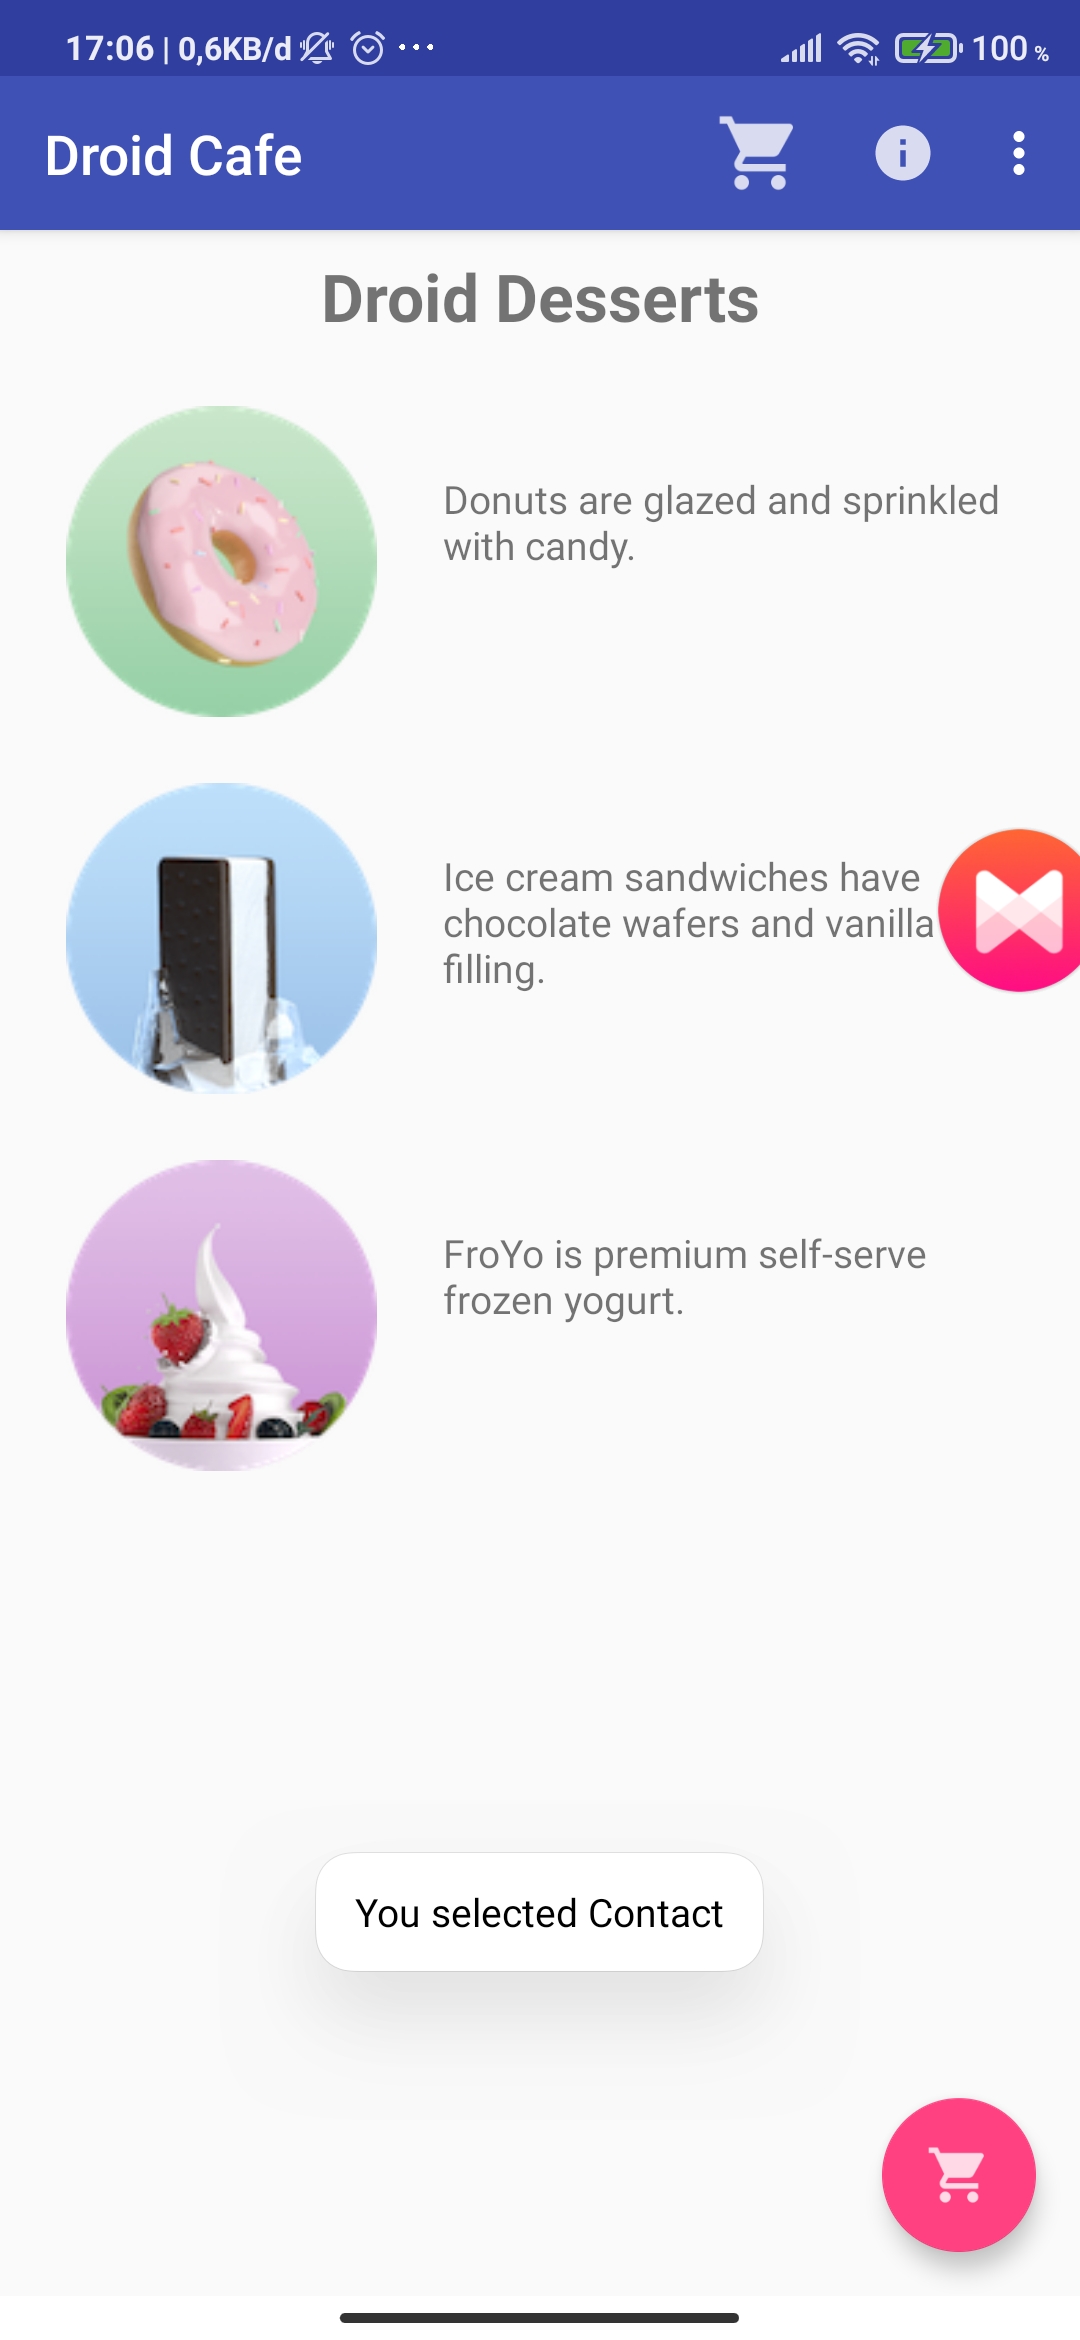 17:06 | 0,6KB/d ... 100 %
Droid Cafe
Droid Desserts
Donuts are glazed and sprinkled
with candy.
Ice cream sandwiches have
chocolate wafers and vanilla
filling.
FroYo is premium self-serve
frozen yogurt.
You selected Contact